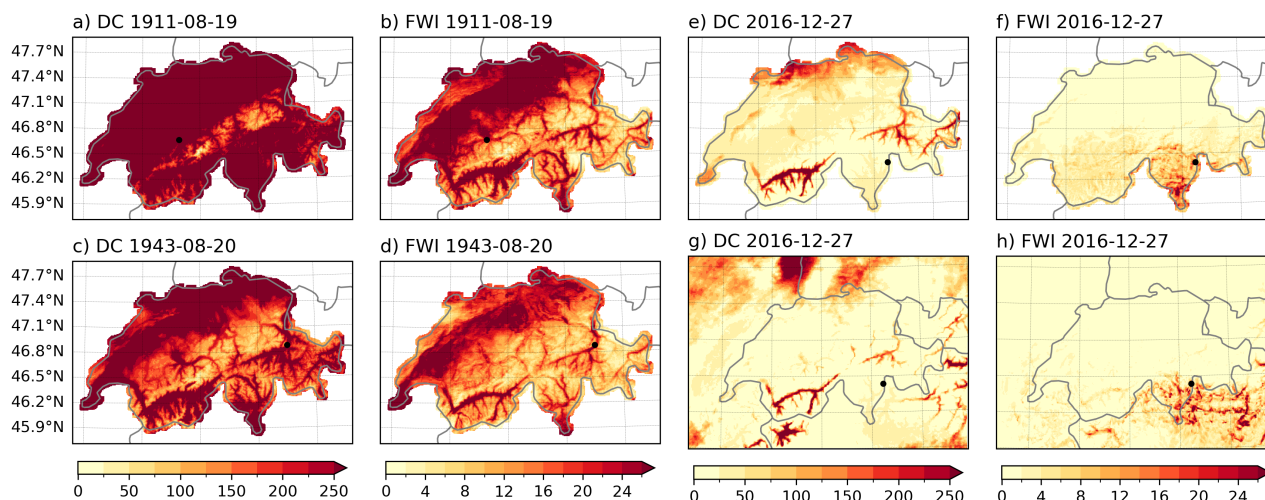 a) DC 1911-08-19
b) FWI 1911-08-19
e) DC 2016-12-27
f) FWI 2016-12-27
47.7°N
47.4°N
47.1°N
46.8°N
46.5°N
46.2°N
45.9°N
c) DC 1943-08-20
d) FWI 1943-08-20
g) DC 2016-12-27
h) FWI 2016-12-27
47.7°N
47.4°N
47.1°N
46.8°N
46.5°N
46.2°N
45.9°N
0 50 100 150 200 250
0 4 8 12 16 20 24
0 50 100 150 200 250
0 4 8 12 16 20 24